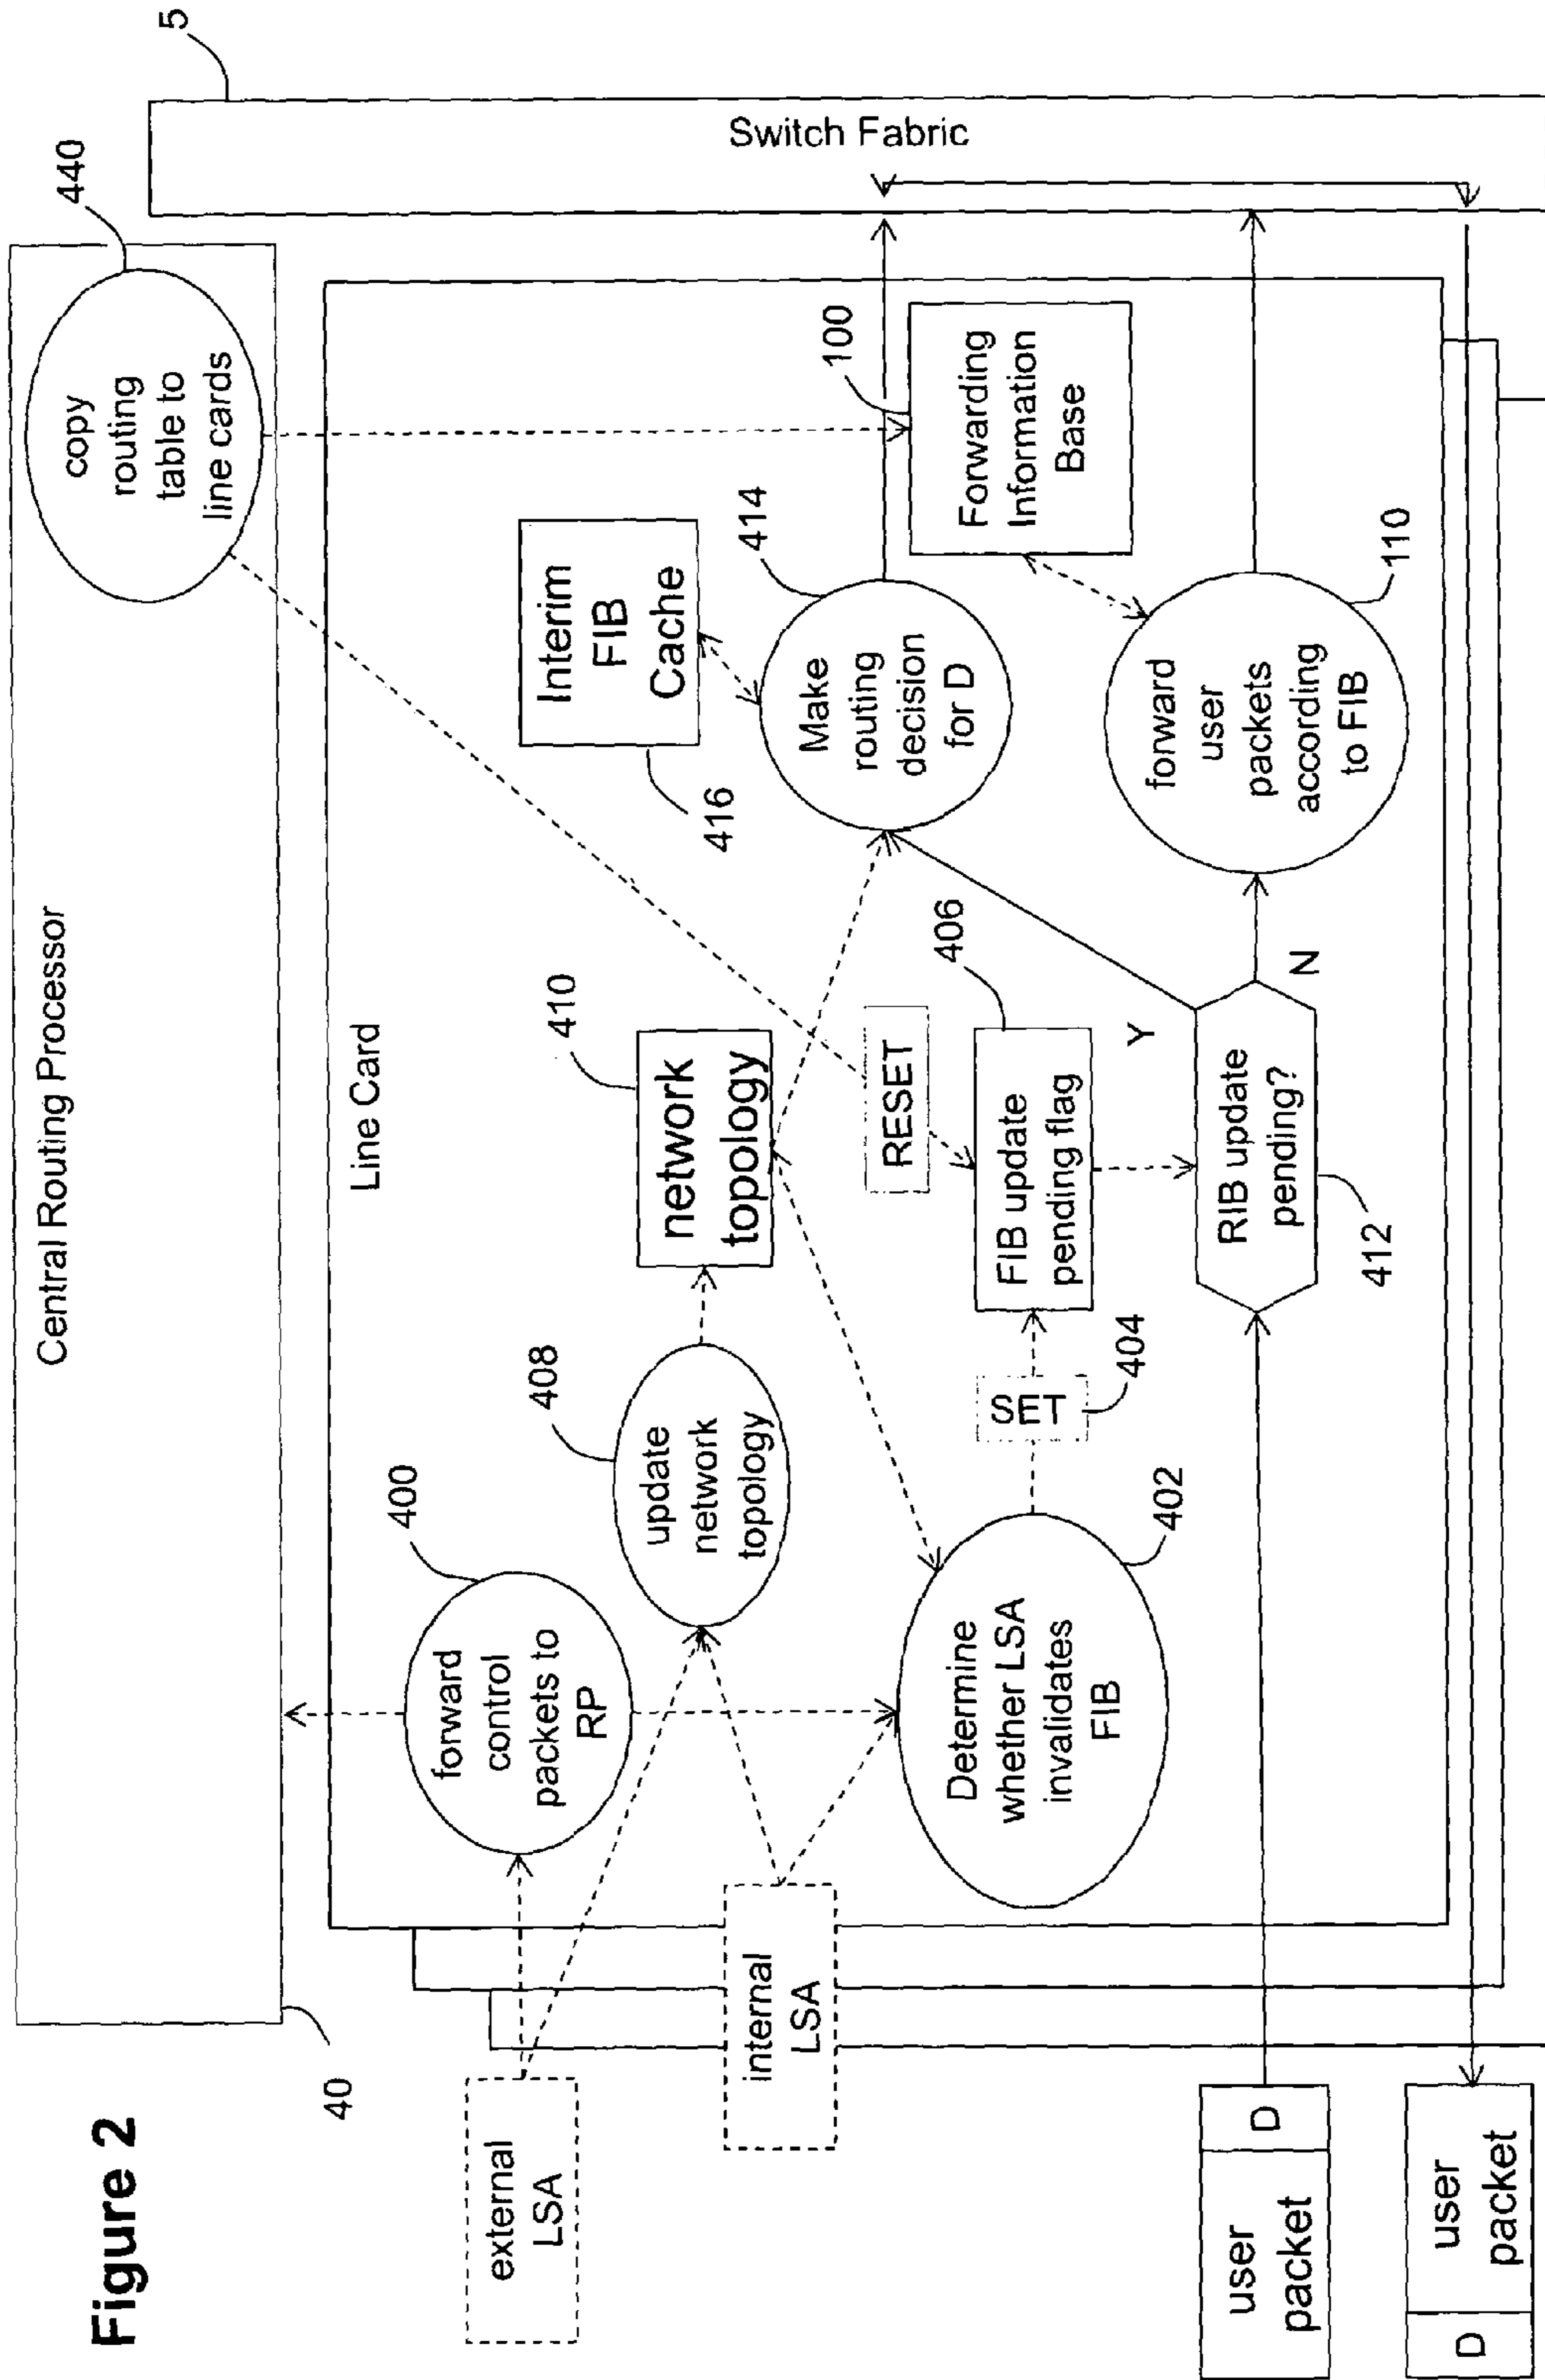 Figure 2
Central Routing Processor
40
copy
routing
table to
line cards
440
5
Switch Fabric
Line Card
external
LSA
internal
LSA
forward
control
packets to
RP
400
update
network
topology
408
network
topology
410
Interim
FIB
Cache
416
Make
routing
decision
for D
414
Forwarding
Information
Base
100
Determine
whether LSA
invalidates
FIB
402
SET
404
RESET
FIB update
pending flag
406
RIB update
pending?
412
Y
N
forward
user
packets
according
to FIB
110
user
packet
D
D
user
packet